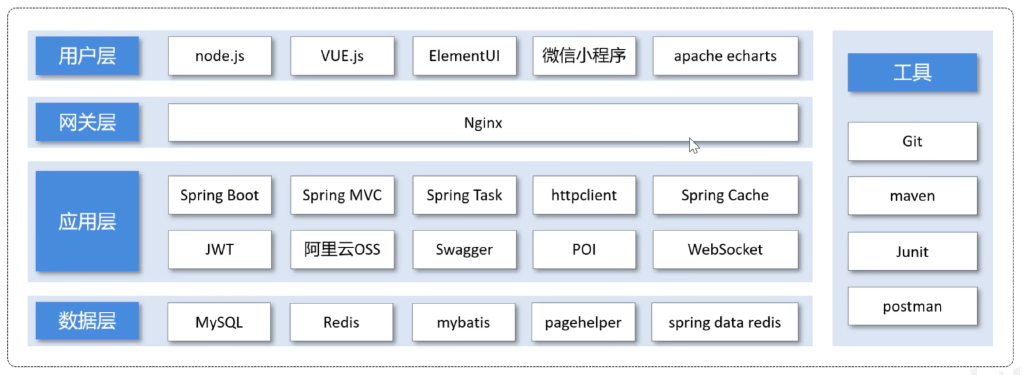 用户层
node.js
VUE.js
ElementUI
微信小程序
apache echarts
网关层
Nginx
应用层
Spring Boot
Spring MVC
Spring Task
httpclient
Spring Cache
JWT
阿里云OSS
Swagger
POI
WebSocket
数据层
MySQL
Redis
mybatis
pagehelper
spring data redis
工具
Git
maven
Junit
postman